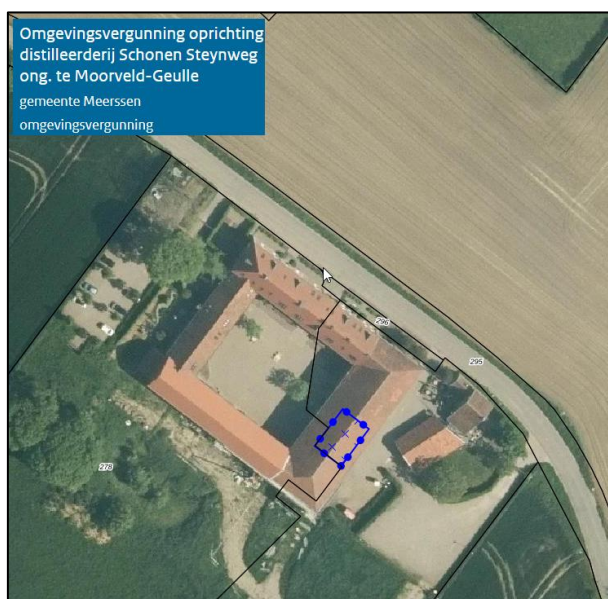 Omgevingsvergunning oprichting
distilleerderij Schonen Steynweg
ong. te Moorveld-Geulle
gemeente Meerssen
omgevingsvergunning
296
295
278